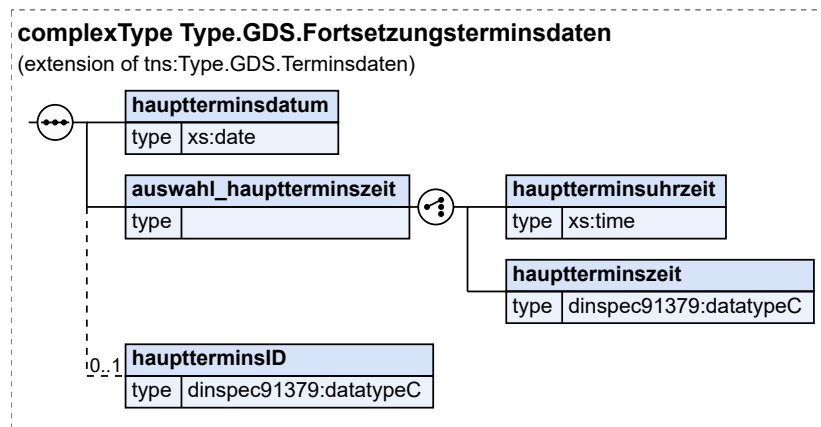 complexType Type.GDS.Fortsetzungsterminsdaten
(extension of tns:Type.GDS.Terminsdaten)
hauptterminsdatum
type xs:date
auswahl_hauptterminszeit
type
hauptterminsuhrzeit
type xs:time
hauptterminszeit
type dinspec91379:datatypeC
0..1
hauptterminsID
type dinspec91379:datatypeC